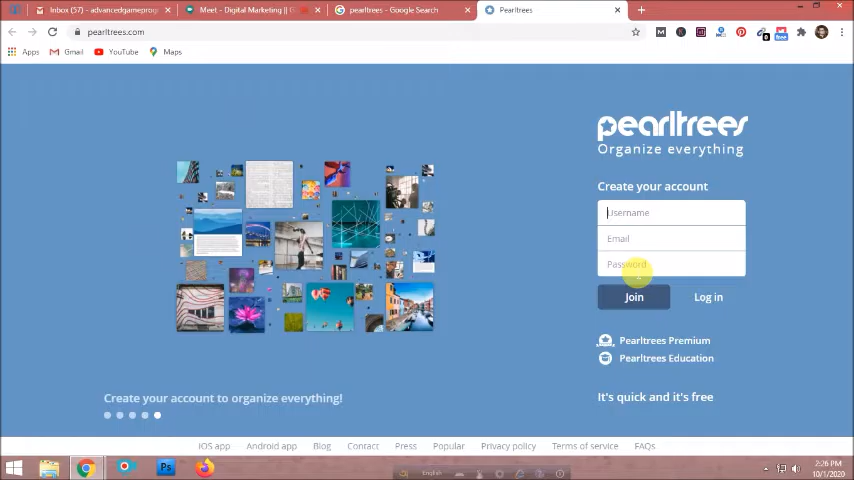 Inbox (57) - advancedgameprog
Meet - Digital Marketing ||
pearltrees - Google Search
Pearltrees
pearltrees.com
Apps
Gmail
YouTube
Maps
free
pearltrees
Organize everything
Create your account
Username
Email
Password
Join
Log in
Pearltrees Premium
Pearltrees Education
Create your account to organize everything!
It's quick and it's free
iOS app
Android app
Blog
Contact
Press
Popular
Privacy policy
Terms of service
FAQs
Ps
English
2:26 PM
10/1/2020